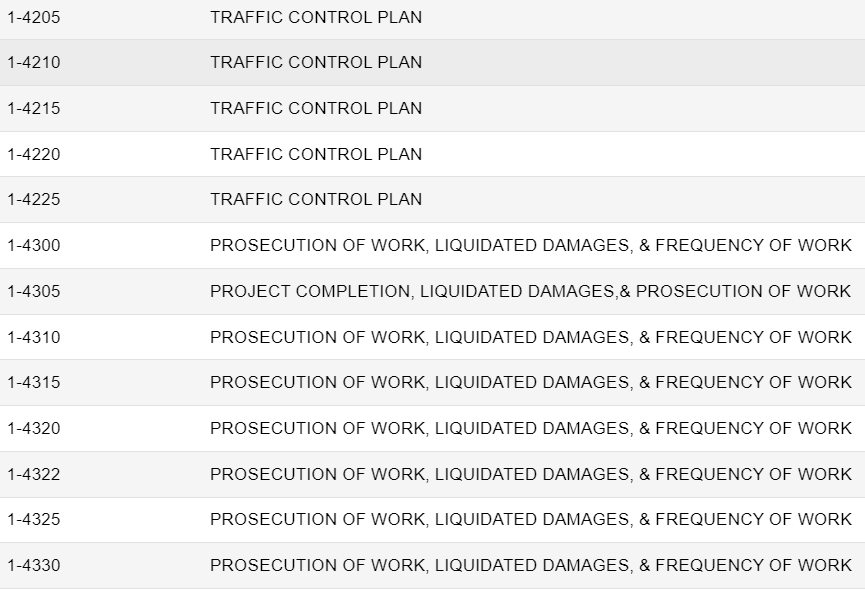 1-4205 TRAFFIC CONTROL PLAN
1-4210 TRAFFIC CONTROL PLAN
1-4215 TRAFFIC CONTROL PLAN
1-4220 TRAFFIC CONTROL PLAN
1-4225 TRAFFIC CONTROL PLAN
1-4300 PROSECUTION OF WORK, LIQUIDATED DAMAGES, & FREQUENCY OF WORK
1-4305 PROJECT COMPLETION, LIQUIDATED DAMAGES,& PROSECUTION OF WORK
1-4310 PROSECUTION OF WORK, LIQUIDATED DAMAGES, & FREQUENCY OF WORK
1-4315 PROSECUTION OF WORK, LIQUIDATED DAMAGES, & FREQUENCY OF WORK
1-4320 PROSECUTION OF WORK, LIQUIDATED DAMAGES, & FREQUENCY OF WORK
1-4322 PROSECUTION OF WORK, LIQUIDATED DAMAGES, & FREQUENCY OF WORK
1-4325 PROSECUTION OF WORK, LIQUIDATED DAMAGES, & FREQUENCY OF WORK
1-4330 PROSECUTION OF WORK, LIQUIDATED DAMAGES, & FREQUENCY OF WORK